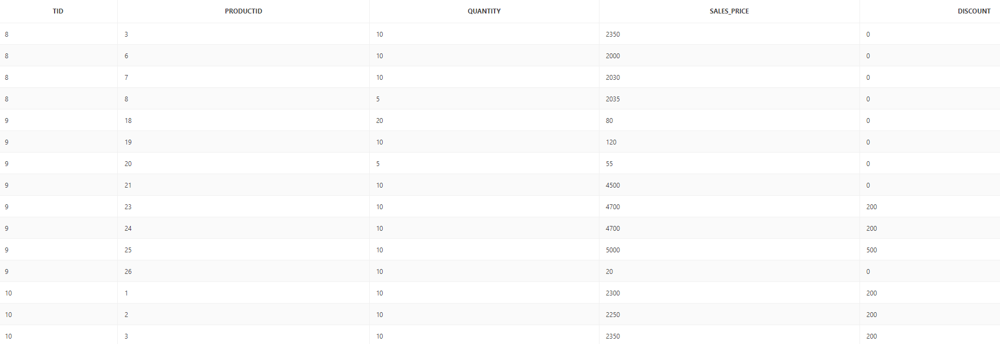 TID PRODUCTID QUANTITY SALES_PRICE DISCOUNT
8 3 10 2350 0
8 6 10 2000 0
8 7 10 2030 0
8 8 5 2035 0
9 18 20 80 0
9 19 10 120 0
9 20 5 55 0
9 21 10 4500 0
9 23 10 4700 200
9 24 10 4700 200
9 25 10 5000 500
9 26 10 20 0
10 1 10 2300 200
10 2 10 2250 200
10 3 10 2350 200